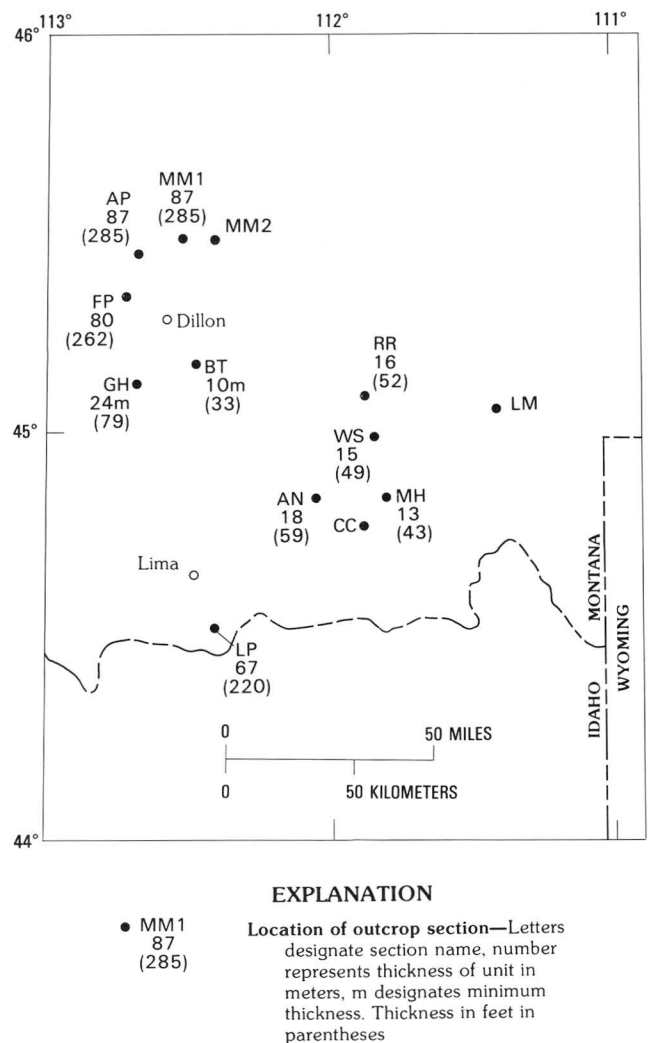 113°
112°
111°
46°
MM1
87
(285)
AP
87
(285)
MM2
FP
80
(262)
Dillon
BT
10m
(33)
GH
24m
(79)
RR
16
(52)
LM
45°
WS
15
(49)
AN
18
(59)
MH
13
(43)
CC
Lima
LP
67
(220)
MONTANA
IDAHO
WYOMING
0 50 MILES
0 50 KILOMETERS
44°
EXPLANATION
MM1
87
(285)
Location of outcrop section—Letters
designate section name, number
represents thickness of unit in
meters, m designates minimum
thickness. Thickness in feet in
parentheses